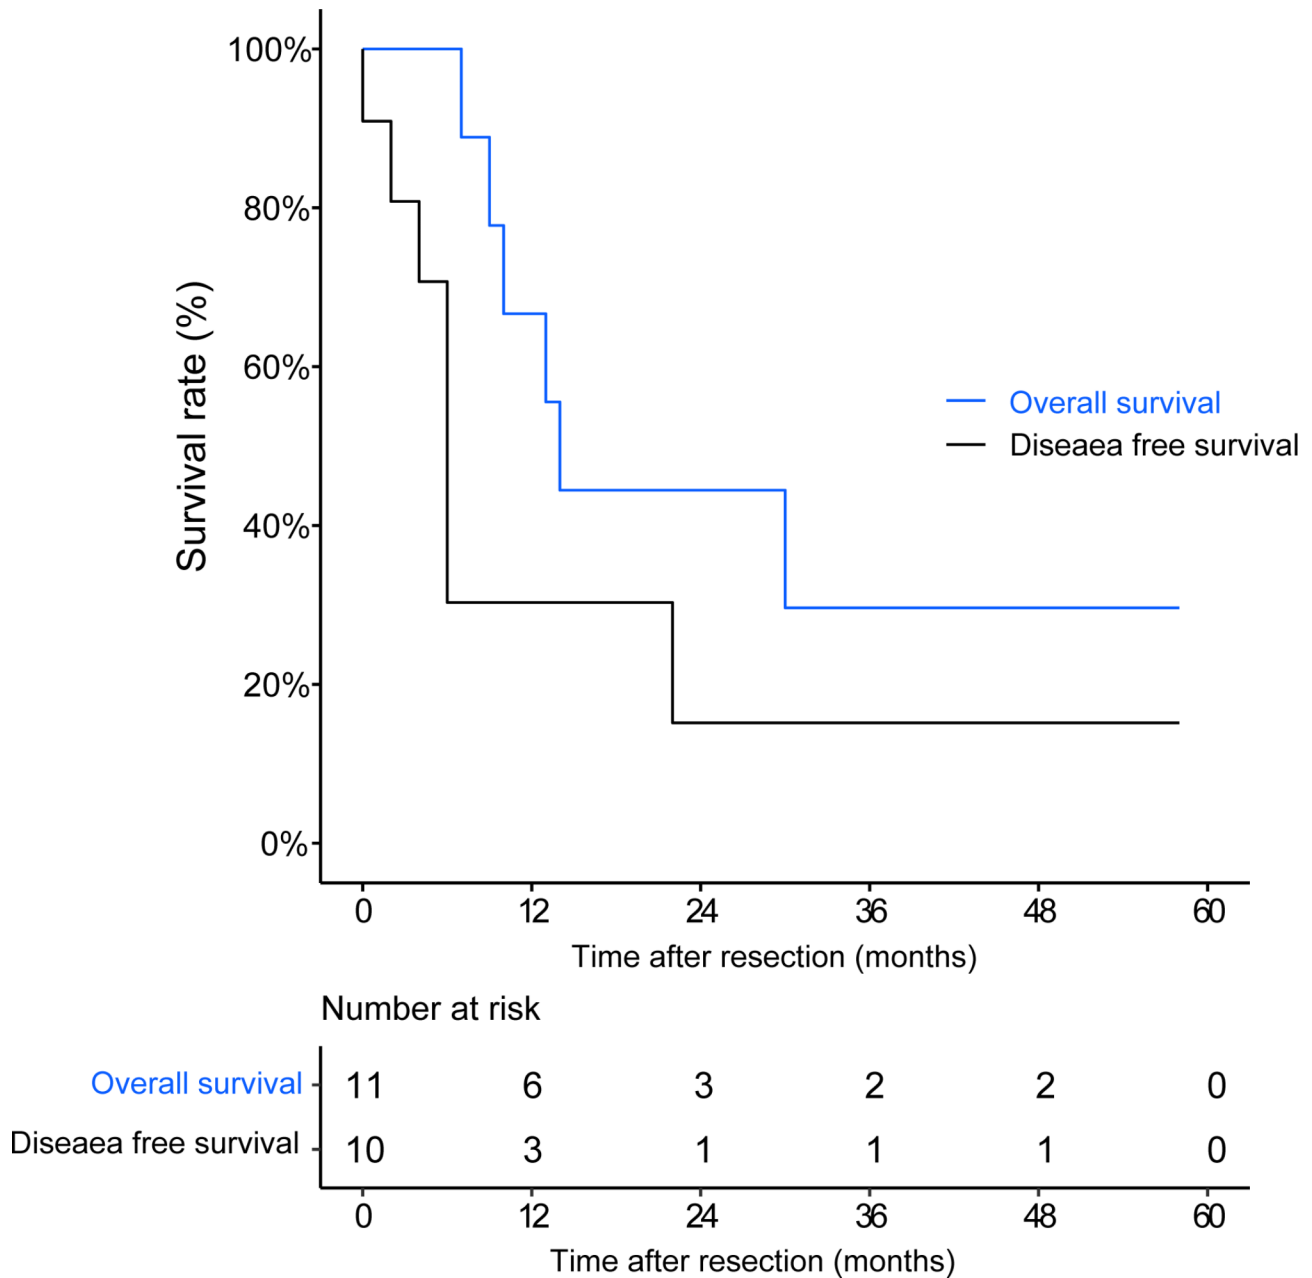 100%
80%
60%
40%
20%
0%
Survival rate (%)
Overall survival
Diseaea free survival
0 12 24 36 48 60
Time after resection (months)
Number at risk
Overall survival 11 6 3 2 2 0
Diseaea free survival 10 3 1 1 1 0
0 12 24 36 48 60
Time after resection (months)